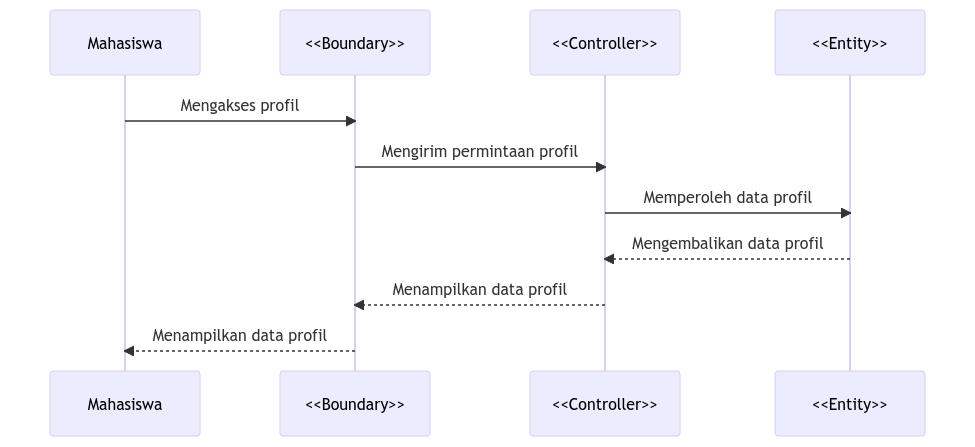 Mahasiswa
<<Boundary>>
<<Controller>>
<<Entity>>
Mengakses profil
Mengirim permintaan profil
Memperoleh data profil
Mengembalikan data profil
Menampilkan data profil
Menampilkan data profil
Mahasiswa
<<Boundary>>
<<Controller>>
<<Entity>>